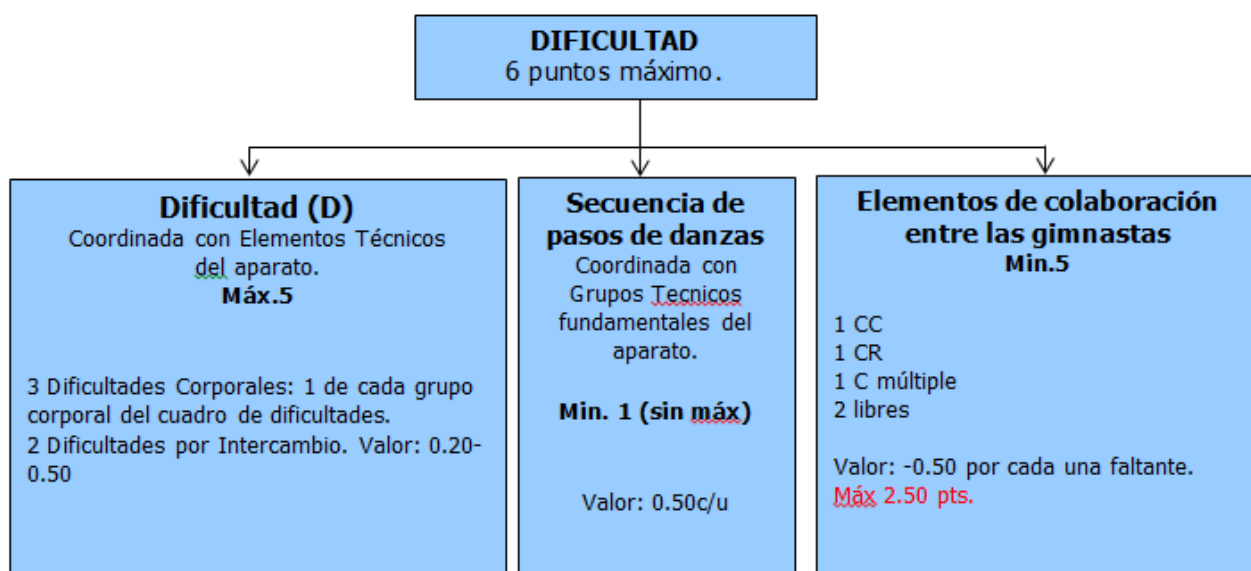 DIFICULTAD
6 puntos máximo.
Dificultad (D)
Coordinada con Elementos Técnicos
del aparato.
Máx.5
3 Dificultades Corporales: 1 de cada grupo
corporal del cuadro de dificultades.
2 Dificultades por Intercambio. Valor: 0.20-
0.50
Secuencia de
pasos de danzas
Coordinada con
Grupos Tecnicos
fundamentales del
aparato.
Min. 1 (sin máx)
Valor: 0.50c/u
Elementos de colaboración
entre las gimnastas
Min.5
1 CC
1 CR
1 C múltiple
2 libres
Valor: -0.50 por cada una faltante.
Máx 2.50 pts.